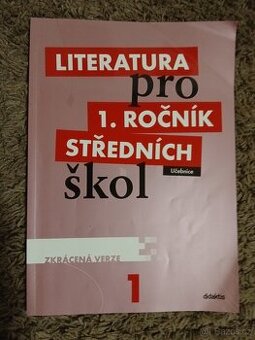 LITERATURA
pro
1. ROČNÍK
STŘEDNÍCH
Učebnice
škol
ZKRÁCENÁ VERZE
1
didaktis